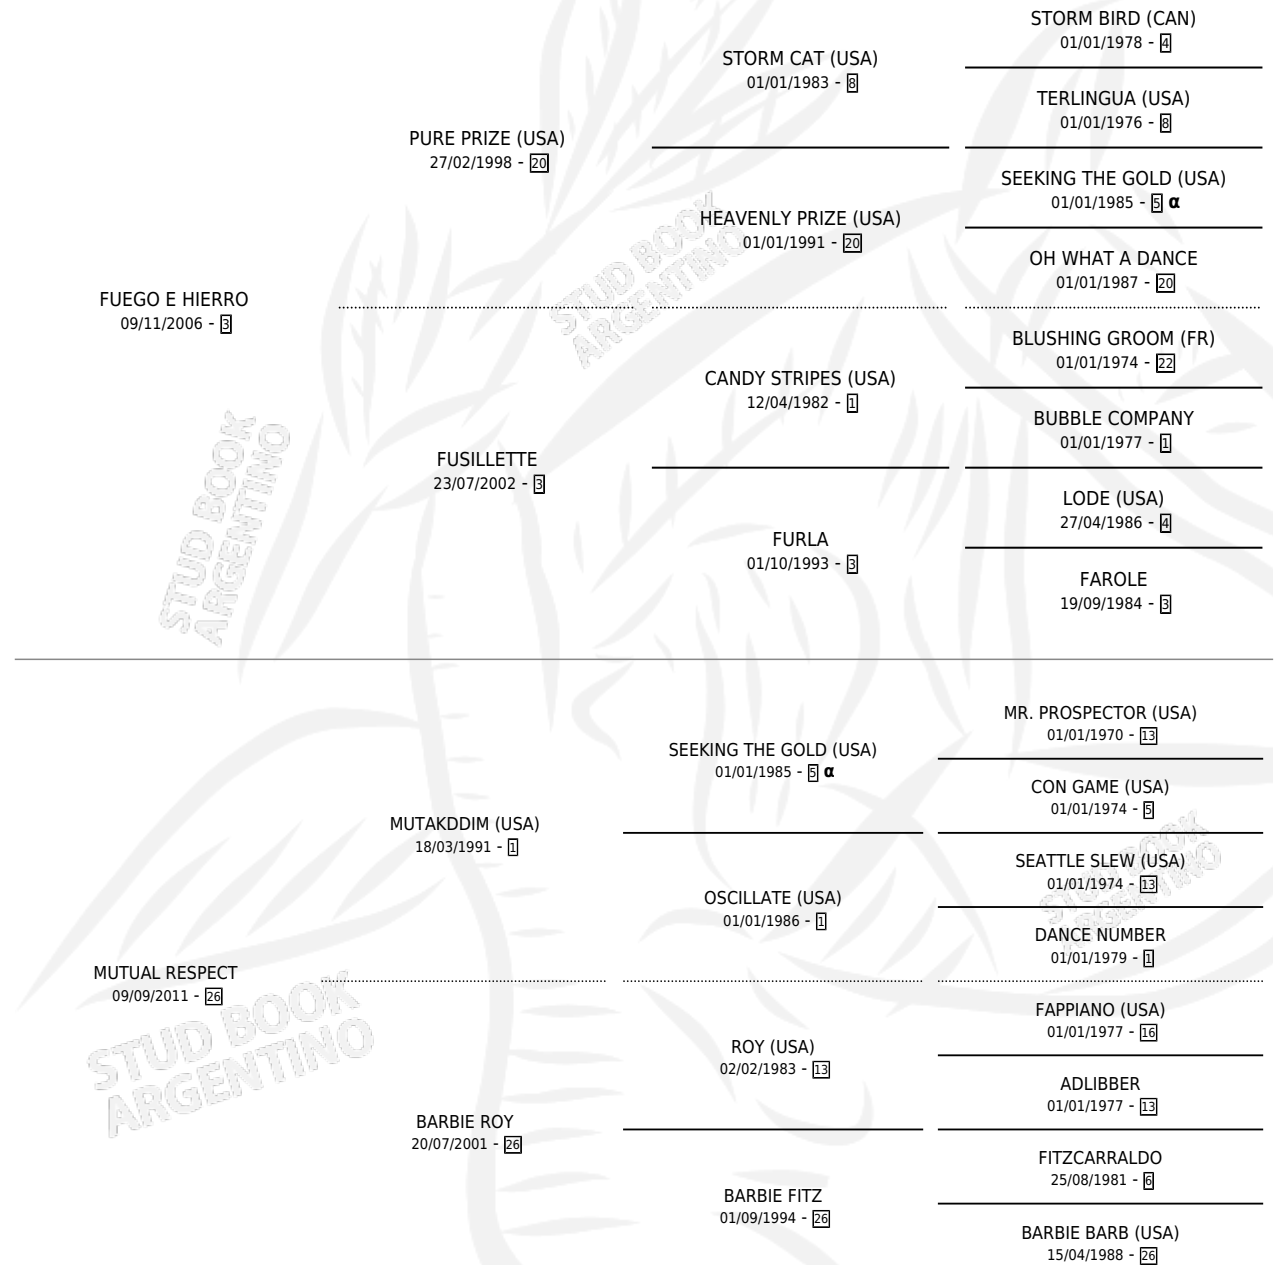 STORM BIRD (CAN)
01/01/1978 - 4
STORM CAT (USA)
01/01/1983 - 8
TERLINGUA (USA)
01/01/1976 - 8
PURE PRIZE (USA)
27/02/1998 - 20
SEEKING THE GOLD (USA)
01/01/1985 - 5 α
HEAVENLY PRIZE (USA)
01/01/1991 - 20
OH WHAT A DANCE
01/01/1987 - 20
FUEGO E HIERRO
09/11/2006 - 3
BLUSHING GROOM (FR)
01/01/1974 - 22
CANDY STRIPES (USA)
12/04/1982 - 1
BUBBLE COMPANY
01/01/1977 - 1
FUSILLETTE
23/07/2002 - 3
LODE (USA)
27/04/1986 - 4
FURLA
01/10/1993 - 3
FAROLE
19/09/1984 - 3
STUD BOOK
ARGENTINO
STUD BOOK
ARGENTINO
MR. PROSPECTOR (USA)
01/01/1970 - 13
SEEKING THE GOLD (USA)
01/01/1985 - 5 α
CON GAME (USA)
01/01/1974 - 5
MUTAKDDIM (USA)
18/03/1991 - 1
SEATTLE SLEW (USA)
01/01/1974 - 13
OSCILLATE (USA)
01/01/1986 - 1
DANCE NUMBER
01/01/1979 - 1
MUTUAL RESPECT
09/09/2011 - 26
FAPPIANO (USA)
01/01/1977 - 16
ROY (USA)
02/02/1983 - 13
ADLIBBER
01/01/1977 - 13
BARBIE ROY
20/07/2001 - 26
FITZCARRALDO
25/08/1981 - 6
BARBIE FITZ
01/09/1994 - 26
BARBIE BARB (USA)
15/04/1988 - 26
STUD BOOK
ARGENTINO
STUD BOOK
ARGENTINO